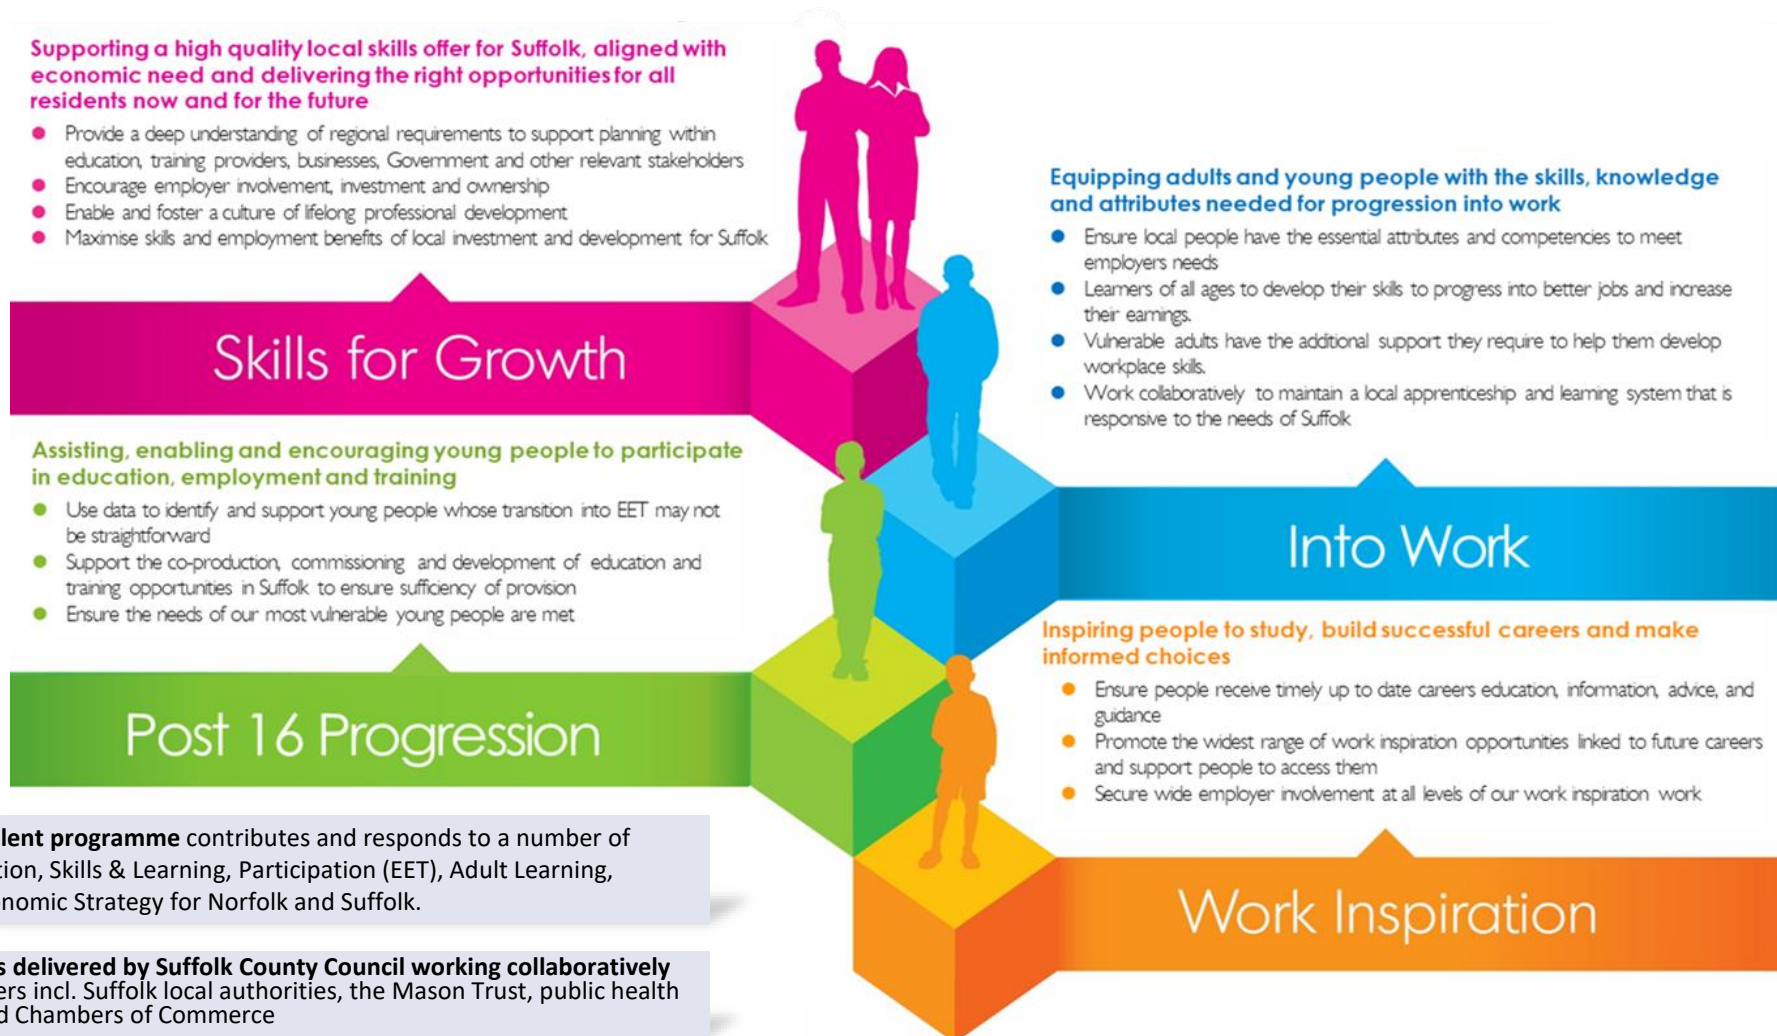 Supporting a high quality local skills offer for Suffolk, aligned with
economic need and delivering the right opportunities for all
residents now and for the future
Provide a deep understanding of regional requirements to support planning within
education, training providers, businesses, Government and other relevant stakeholders
Encourage employer involvement, investment and ownership
Enable and foster a culture of lifelong professional development
Maximise skills and employment benefits of local investment and development for Suffolk
Skills for Growth
Equipping adults and young people with the skills, knowledge
and attributes needed for progression into work
Ensure local people have the essential attributes and competencies to meet
employers needs
Learners of all ages to develop their skills to progress into better jobs and increase
their earnings.
Vulnerable adults have the additional support they require to help them develop
workplace skills.
Work collaboratively to maintain a local apprenticeship and learning system that is
responsive to the needs of Suffolk
Into Work
Assisting, enabling and encouraging young people to participate
in education, employment and training
Use data to identify and support young people whose transition into EET may not
be straightforward
Support the co-production, commissioning and development of education and
training opportunities in Suffolk to ensure sufficiency of provision
Ensure the needs of our most vulnerable young people are met
Post 16 Progression
Inspiring people to study, build successful careers and make
informed choices
Ensure people receive timely up to date careers education, information, advice, and
guidance
Promote the widest range of work inspiration opportunities linked to future careers
and support people to access them
Secure wide employer involvement at all levels of our work inspiration work
Work Inspiration
lent programme contributes and responds to a number of
tion, Skills & Learning, Participation (EET), Adult Learning,
onomic Strategy for Norfolk and Suffolk.
s delivered by Suffolk County Council working collaboratively
ers incl. Suffolk local authorities, the Mason Trust, public health
d Chambers of Commerce